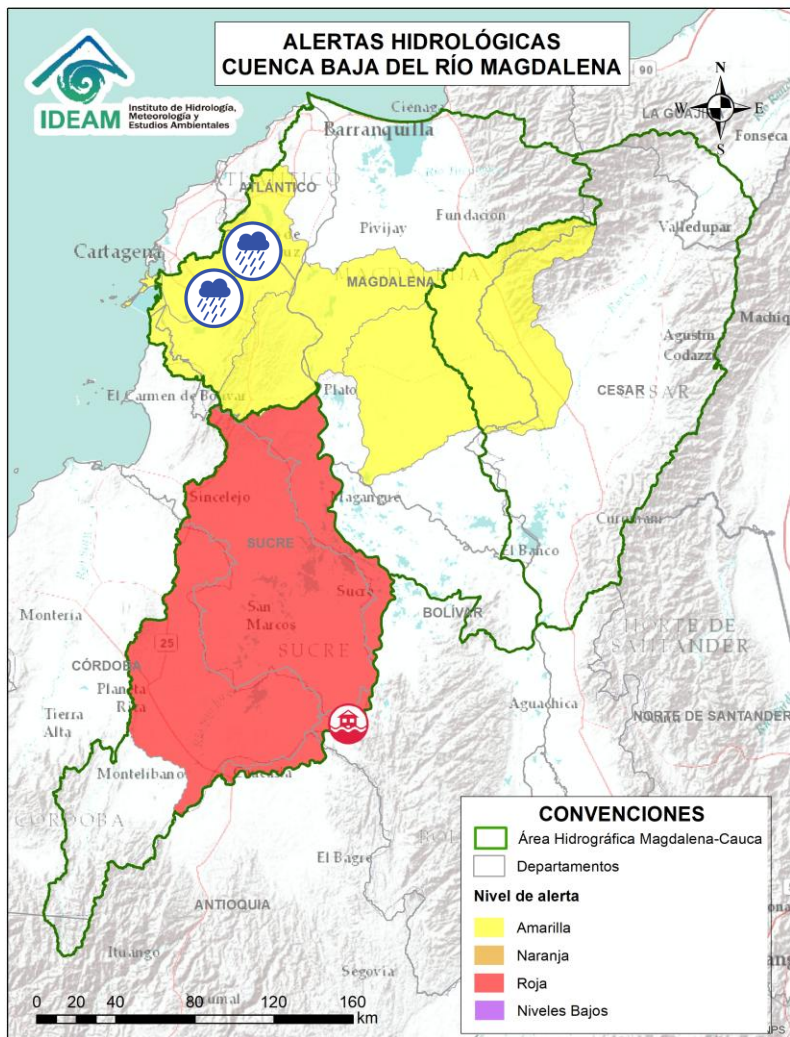 ALERTAS HIDROLÓGICAS
CUENCA BAJA DEL RÍO MAGDALENA
IDEAM
Instituto de Hidrología,
Meteorología y
Estudios Ambientales
N
W E
S
90
LA GUAJIRA
Fonseca
Ciénaga
Barranquilla
ATLÁNTICO
Pivijay
Fundación
Valledupar
Cartagena
MAGDALENA
Agustín
Codazzi
El Carmen de Bolívar
Plato
CESAR
CESAR
Sincelejo
Magangué
Curumaní
SUCRE
El Banco
Sucre
BOLÍVAR
Montería
San
Marcos
SUCRE
NORTE DE
SANTANDER
25
CÓRDOBA
Planeta
Rica
Aguachica
NORTE DE SANTANDER
Tierra
Alta
Montelíbano
CÓRDOBA
El Bagre
ANTIOQUIA
Ituango
Segovia
CONVENCIONES
Área Hidrográfica Magdalena-Cauca
Departamentos
Nivel de alerta
Amarilla
Naranja
Roja
Niveles Bajos
0 20 40 80 120 160
km